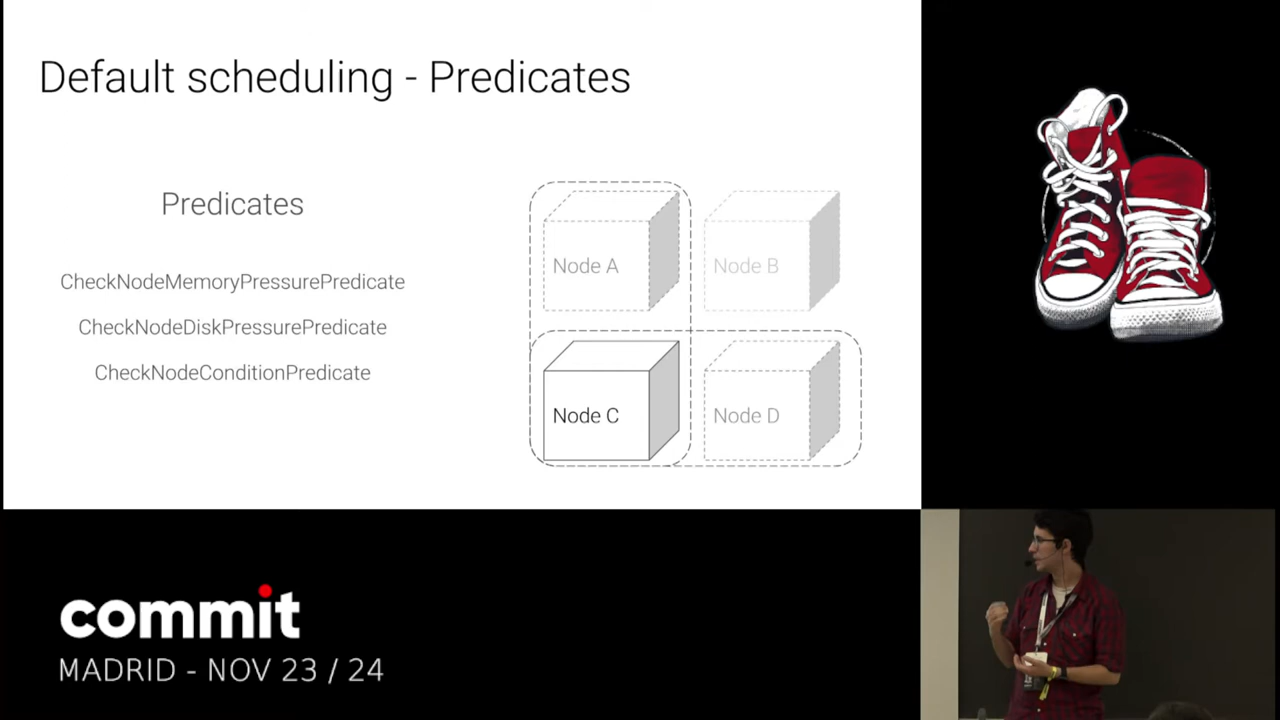 Default scheduling - Predicates
Predicates
CheckNodeMemoryPressurePredicate
CheckNodeDiskPressurePredicate
CheckNodeConditionPredicate
Node A
Node B
Node C
Node D
commit
MADRID - NOV 23 / 24